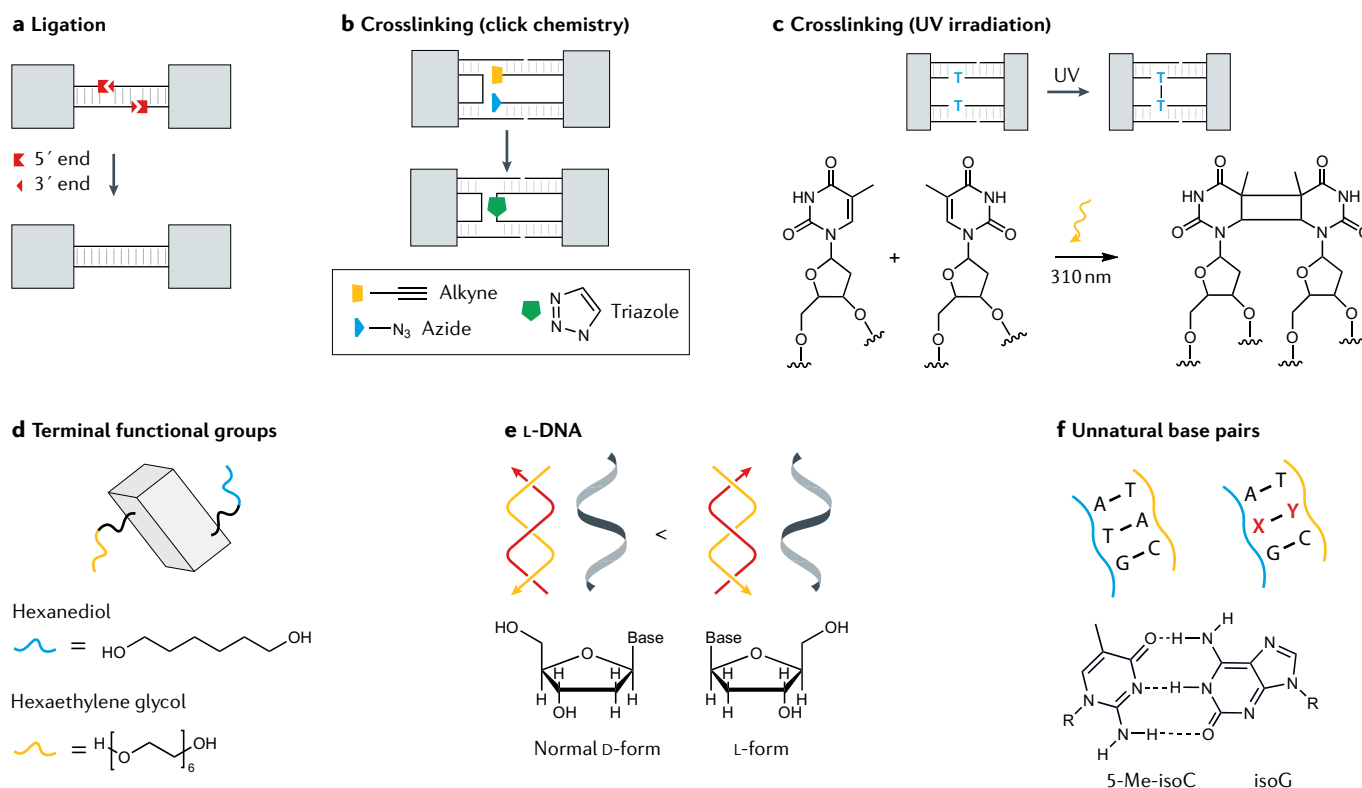 a Ligation
5´ end
3´ end
b Crosslinking (click chemistry)
Alkyne
N3 Azide
N
N
N
Triazole
c Crosslinking (UV irradiation)
T
T
UV
T
T
O
HN
O
N
O
O
O
+
O
NH
N
O
O
O
O
310 nm
O
O
HN
NH
O
N
N
O
O
O
O
O
O
O
d Terminal functional groups
Hexanediol
= HO
OH
Hexaethylene glycol
= H
O
OH
6
e L-DNA
<
HO
O
Base
H
H
H
H
OH
H
Normal D-form
Base
O
OH
H
H
H
H
H
OH
L-form
f Unnatural base pairs
A T
T A
G C
A T
X Y
G C
O
H
N
H
N
N
H
N
N
N
R
N
R
N
H
H
O
N
5-Me-isoC
isoG